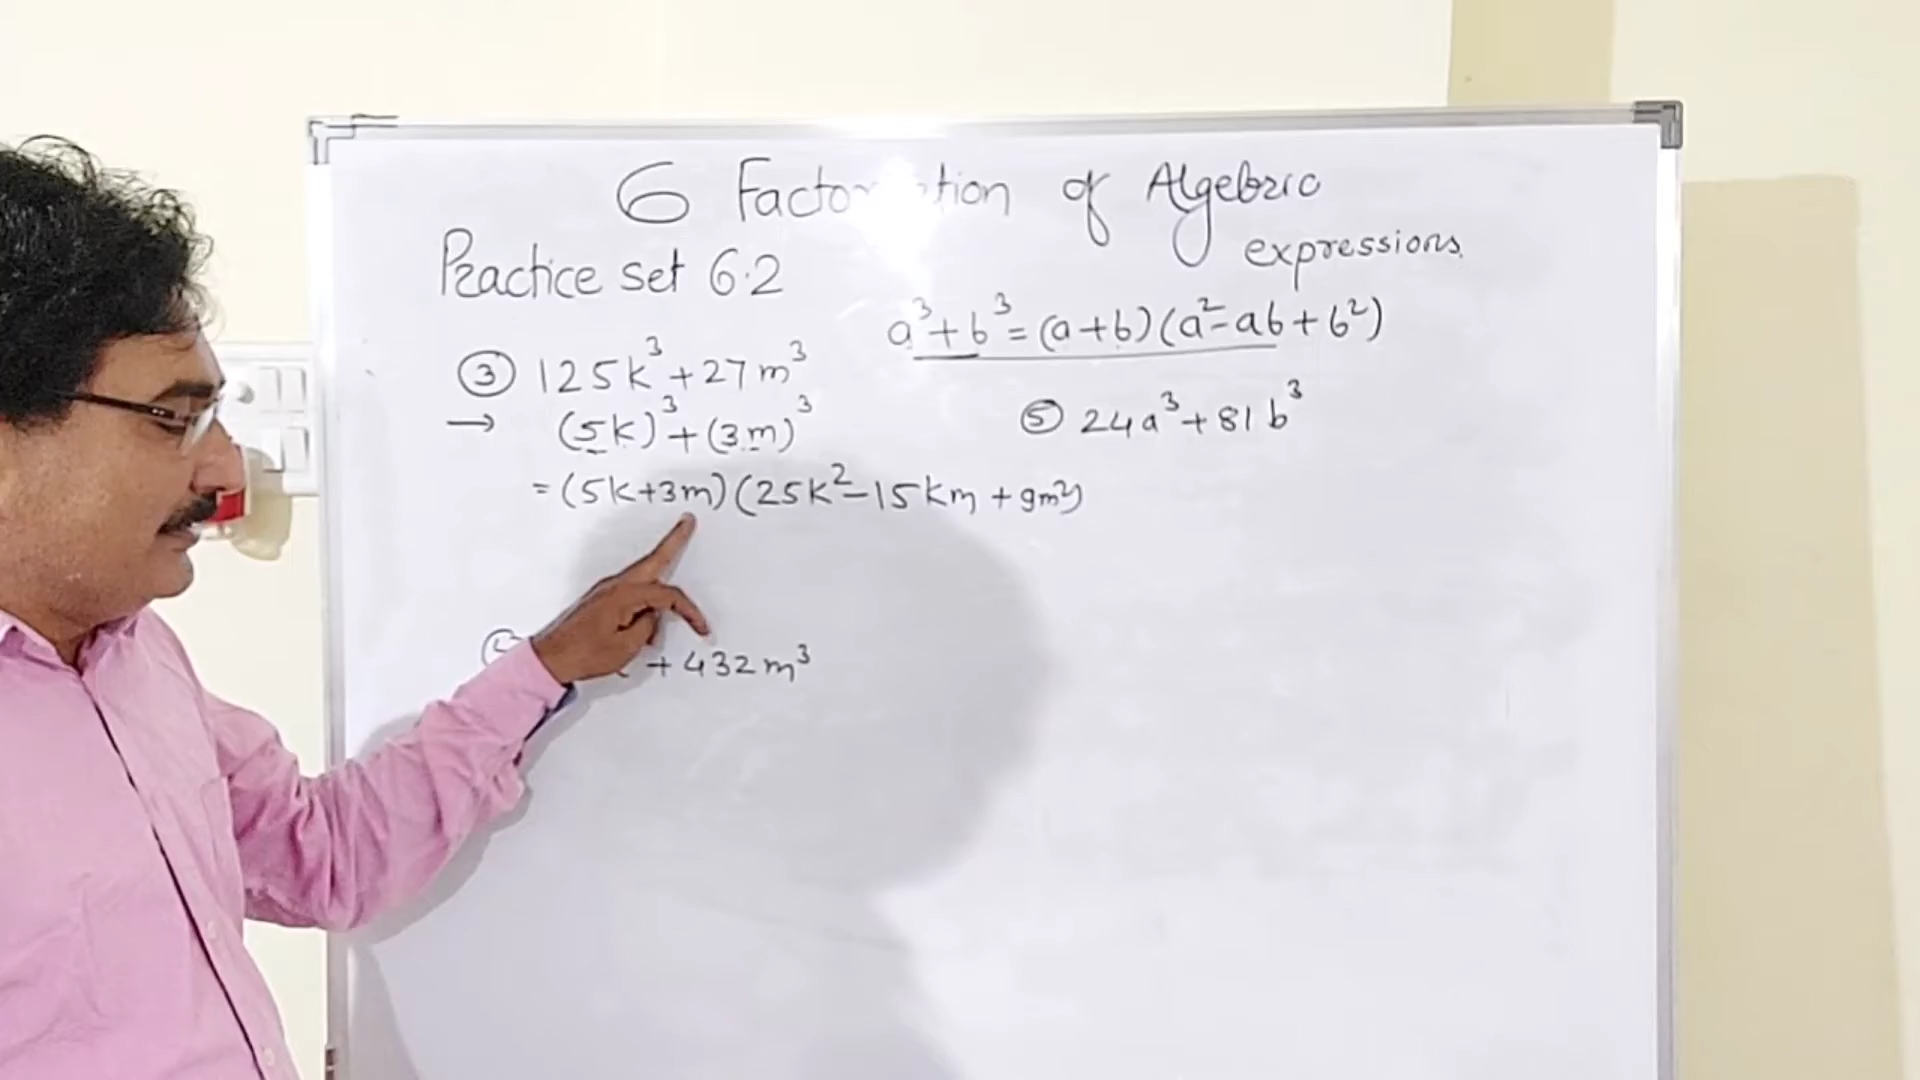 6 Facto tion of Algebric
expressions.
Practice set 6.2
a³+b³=(a+b)(a²-ab+b²)
③ 125k³+27m³
→ (5k)³+(3m)³
=(5k+3m)(25k²-15km+9m²)
+432m³
⑤ 24a³+81b³